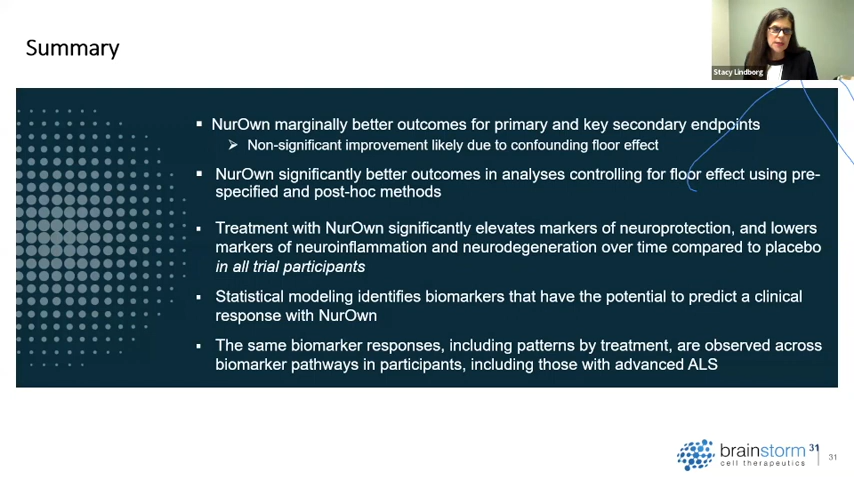 Summary
Stacy Lindborg
▪ NurOwn marginally better outcomes for primary and key secondary endpoints
➢ Non-significant improvement likely due to confounding floor effect
▪ NurOwn significantly better outcomes in analyses controlling for floor effect using pre-
specified and post-hoc methods
▪ Treatment with NurOwn significantly elevates markers of neuroprotection, and lowers
markers of neuroinflammation and neurodegeneration over time compared to placebo
in all trial participants
▪ Statistical modeling identifies biomarkers that have the potential to predict a clinical
response with NurOwn
▪ The same biomarker responses, including patterns by treatment, are observed across
biomarker pathways in participants, including those with advanced ALS
brainstorm 31
cell therapeutics
31